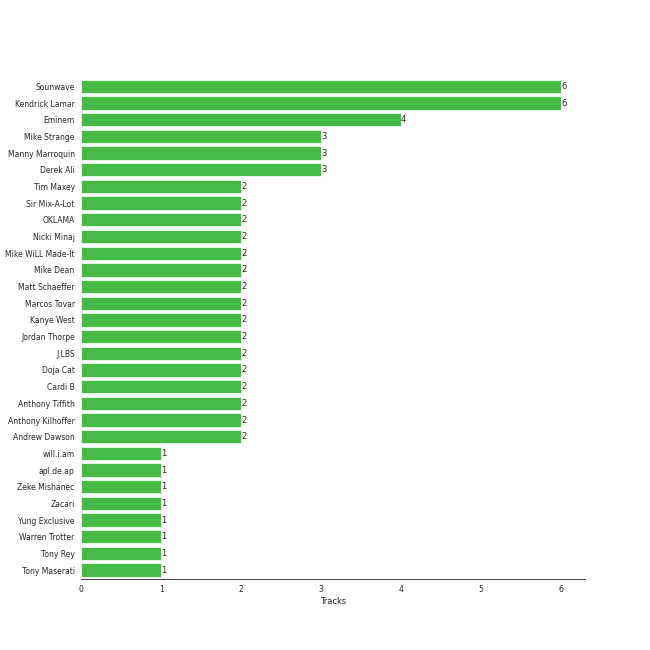 Sounwave 6
Kendrick Lamar 6
Eminem 4
Mike Strange 3
Manny Marroquin 3
Derek Ali 3
Tim Maxey 2
Sir Mix-A-Lot 2
OKLAMA 2
Nicki Minaj 2
Mike WiLL Made-It 2
Mike Dean 2
Matt Schaeffer 2
Marcos Tovar 2
Kanye West 2
Jordan Thorpe 2
J.LBS 2
Doja Cat 2
Cardi B 2
Anthony Tiffith 2
Anthony Kilhoffer 2
Andrew Dawson 2
will.i.am 1
apl.de.ap 1
Zeke Mishanec 1
Zacari 1
Yung Exclusive 1
Warren Trotter 1
Tony Rey 1
Tony Maserati 1
0 1 2 3 4 5 6
Tracks